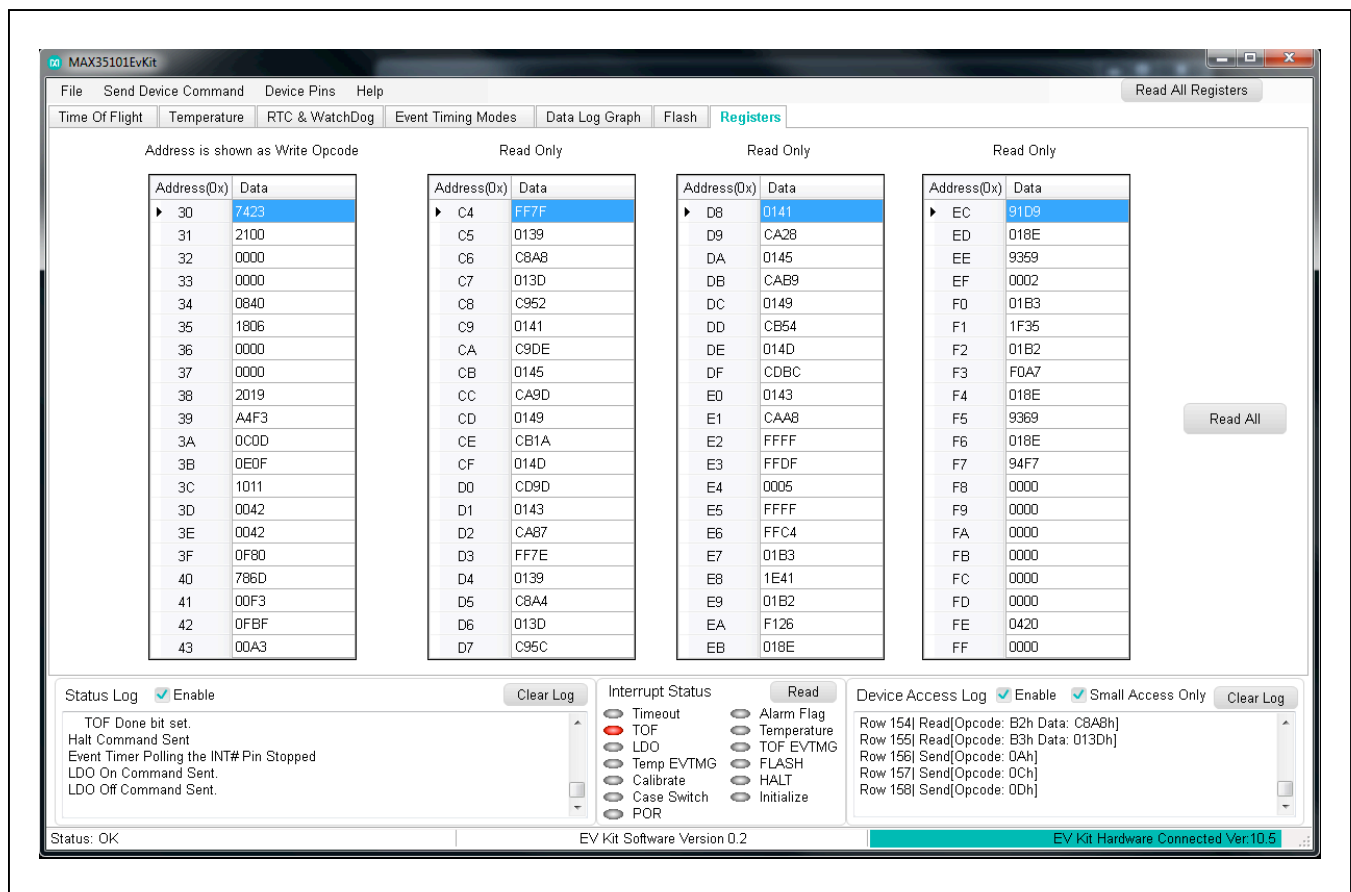 MAX35101EvKit
File Send Device Command Device Pins Help Read All Registers
Time Of Flight Temperature RTC & WatchDog Event Timing Modes Data Log Graph Flash Registers
Address is shown as Write Opcode Read Only Read Only Read Only
Address(0x) Data Address(0x) Data Address(0x) Data Address(0x) Data
30 7423 C4 FF7F D8 0141 EC 91D9
31 2100 C5 0139 D9 CA28 ED 018E
32 0000 C6 C8A8 DA 0145 EE 9359
33 0000 C7 013D DB CAB9 EF 0002
34 0840 C8 C952 DC 0149 F0 01B3
35 1806 C9 0141 DD CB54 F1 1F35
36 0000 CA C9DE DE 014D F2 01B2
37 0000 CB 0145 DF CDBC F3 F0A7
38 2019 CC CA9D E0 0143 F4 018E
39 A4F3 CD 0149 E1 CAA8 F5 9369
3A 0C0D CE CB1A E2 FFFF F6 018E
3B 0E0F CF 014D E3 FFDF F7 94F7
3C 1011 D0 CD9D E4 0005 F8 0000
3D 0042 D1 0143 E5 FFFF F9 0000
3E 0042 D2 CA87 E6 FFC4 FA 0000
3F 0F80 D3 FF7E E7 01B3 FB 0000
40 786D D4 0139 E8 1E41 FC 0000
41 00F3 D5 C8A4 E9 01B2 FD 0000
42 0FBF D6 013D EA F126 FE 0420
43 00A3 D7 C95C EB 018E FF 0000
Read All
Status Log Enable Clear Log
TOF Done bit set.
Halt Command Sent
Event Timer Polling the INT# Pin Stopped
LDO On Command Sent.
LDO Off Command Sent.
Interrupt Status Read
Timeout Alarm Flag
TOF Temperature
LDO TOF EVTMG
Temp EVTMG FLASH
Calibrate HALT
Case Switch Initialize
POR
Device Access Log Enable Small Access Only Clear Log
Row 154| Read[Opcode: B2h Data: C8A8h]
Row 155| Read[Opcode: B3h Data: 013Dh]
Row 156| Send[Opcode: 0Ah]
Row 157| Send[Opcode: 0Ch]
Row 158| Send[Opcode: 0Dh]
Status: OK EV Kit Software Version 0.2 EV Kit Hardware Connected Ver:10.5